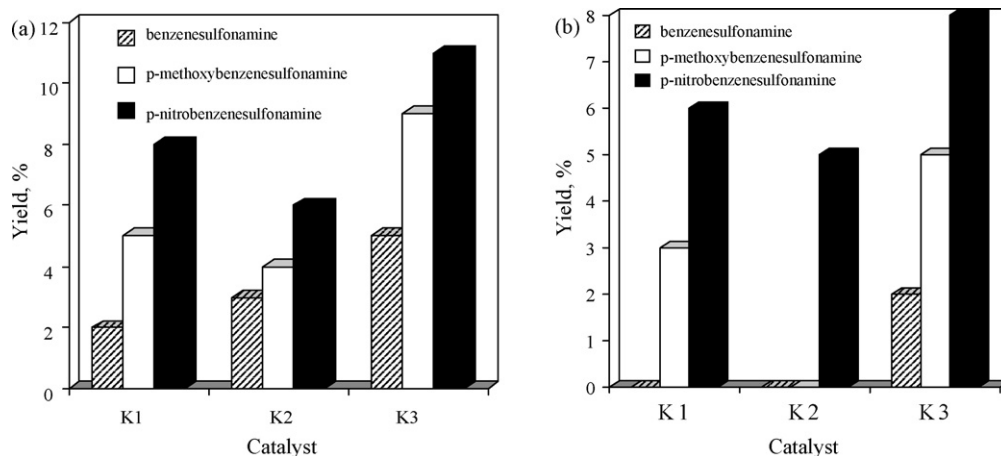 (a)
12
10
8
6
4
2
0
Yield, %
benzenesulfonamine
p-methoxybenzenesulfonamine
p-nitrobenzenesulfonamine
K1 K2 K3
Catalyst
(b)
8
7
6
5
4
3
2
1
0
Yield, %
benzenesulfonamine
p-methoxybenzenesulfonamine
p-nitrobenzenesulfonamine
K 1 K 2 K 3
Catalyst